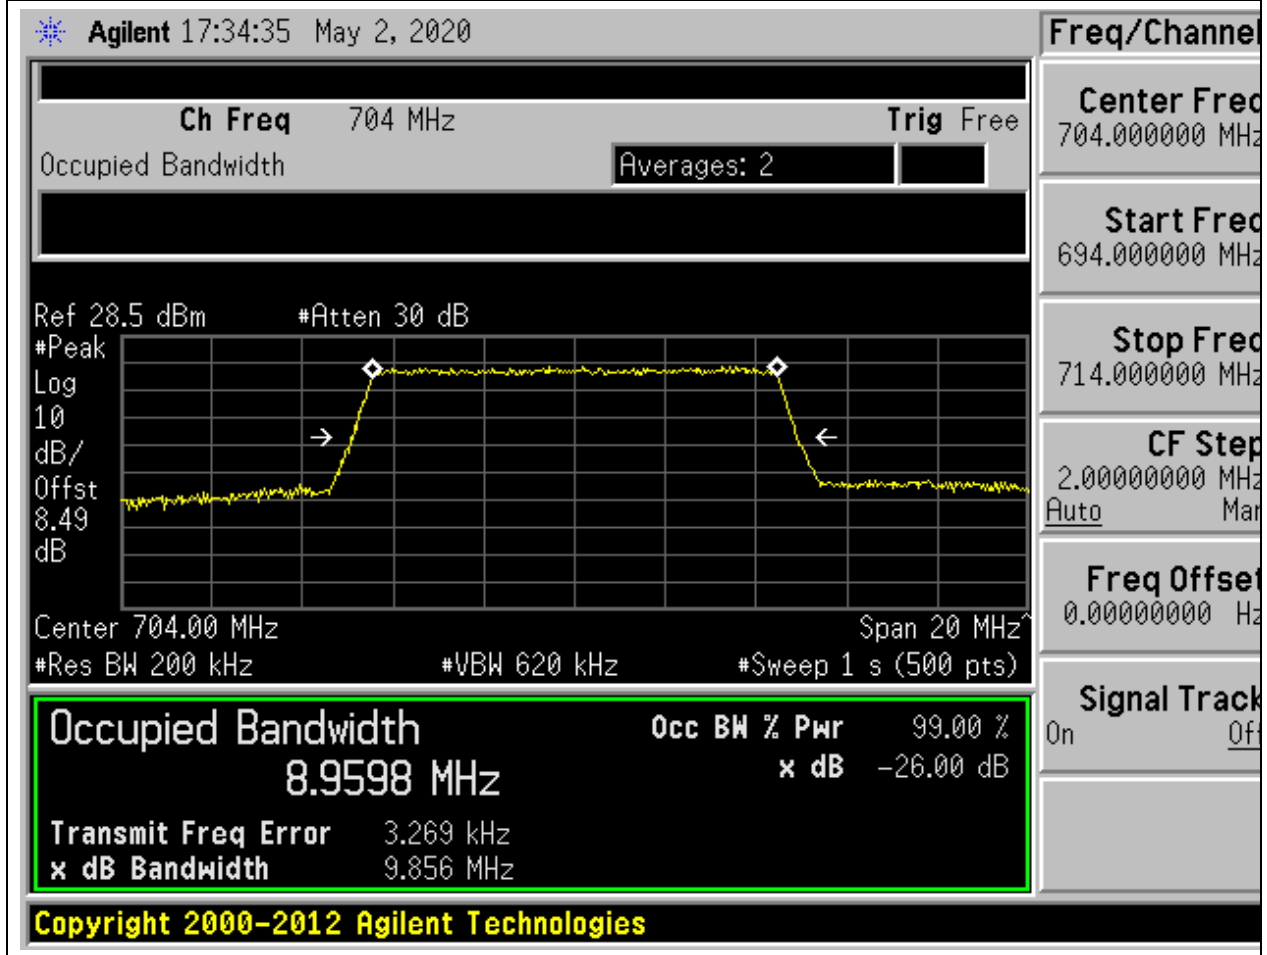 Agilent 17:34:35 May 2, 2020
Freq/Channel
Ch Freq 704 MHz Trig Free
Occupied Bandwidth Averages: 2
Center Freq
704.000000 MHz
Start Freq
694.000000 MHz
Stop Freq
714.000000 MHz
CF Step
2.00000000 MHz
Auto Man
Freq Offset
0.00000000 Hz
Signal Track
On Off
Ref 28.5 dBm #Atten 30 dB
#Peak
Log
10
dB/
Offst
8.49
dB
Center 704.00 MHz Span 20 MHz^
#Res BW 200 kHz #VBW 620 kHz #Sweep 1 s (500 pts)
Occupied Bandwidth Occ BW % Pwr 99.00 %
8.9598 MHz x dB -26.00 dB
Transmit Freq Error 3.269 kHz
x dB Bandwidth 9.856 MHz
Copyright 2000-2012 Agilent Technologies